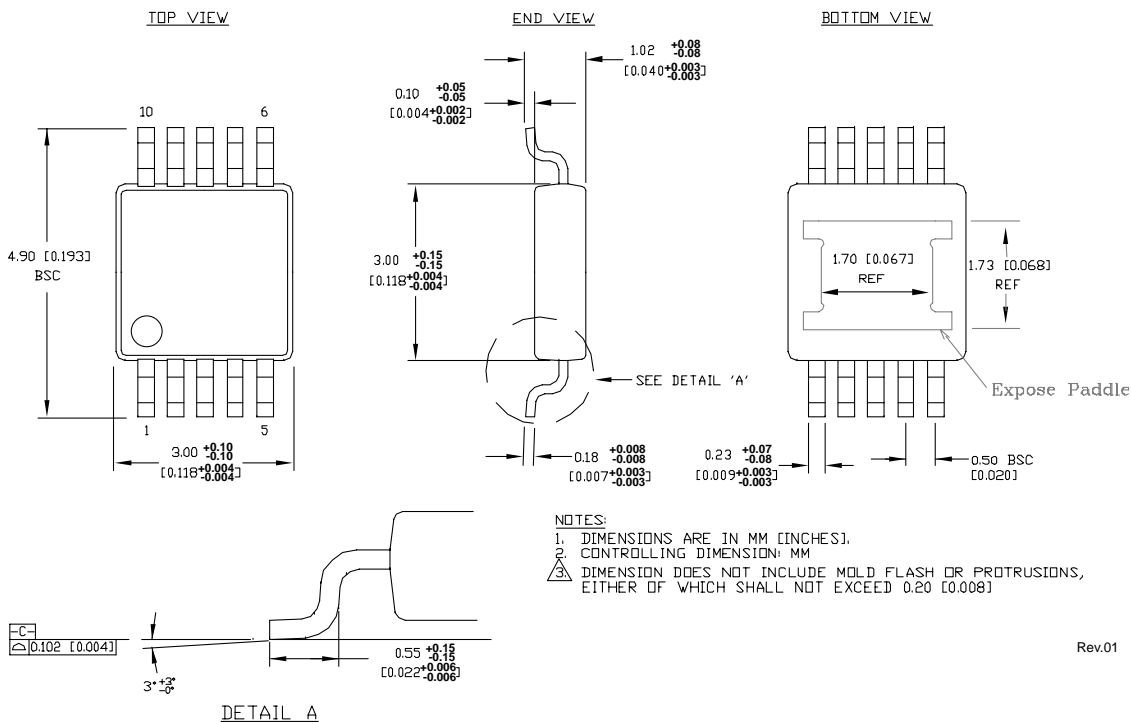 TOP VIEW
END VIEW
BOTTOM VIEW
1.02 +0.08 -0.08
[0.040+0.003 -0.003]
0.10 +0.05 -0.05
[0.004+0.002 -0.002]
10
6
4.90 [0.193]
BSC
3.00 +0.15 -0.15
[0.118+0.004 -0.004]
1.70 [0.067]
REF
1.73 [0.068]
REF
SEE DETAIL 'A'
Expose Paddle
1
5
3.00 +0.10 -0.10
[0.118+0.004 -0.004]
0.18 +0.008 -0.008
[0.007+0.003 -0.003]
0.23 +0.07 -0.08
[0.009+0.003 -0.003]
0.50 BSC
[0.020]
NOTES:
1. DIMENSIONS ARE IN MM [INCHES].
2. CONTROLLING DIMENSION: MM
3. DIMENSION DOES NOT INCLUDE MOLD FLASH OR PROTRUSIONS,
EITHER OF WHICH SHALL NOT EXCEED 0.20 [0.008]
-C-
⌓ 0.102 [0.004]
3° +3° -0°
0.55 +0.15 -0.15
[0.022+0.006 -0.006]
DETAIL A
Rev.01